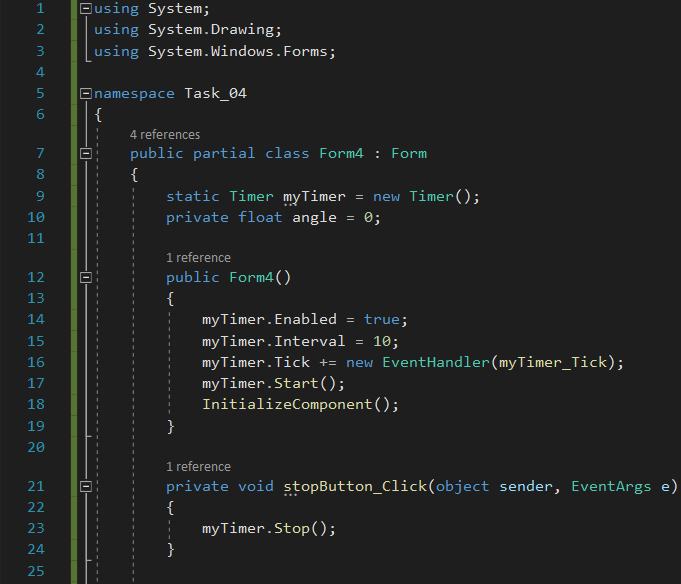 1 using System;
2 using System.Drawing;
3 using System.Windows.Forms;
4
5 namespace Task_04
6 {
4 references
7 public partial class Form4 : Form
8 {
9 static Timer myTimer = new Timer();
10 private float angle = 0;
11
1 reference
12 public Form4()
13 {
14 myTimer.Enabled = true;
15 myTimer.Interval = 10;
16 myTimer.Tick += new EventHandler(myTimer_Tick);
17 myTimer.Start();
18 InitializeComponent();
19 }
20
1 reference
21 private void stopButton_Click(object sender, EventArgs e)
22 {
23 myTimer.Stop();
24 }
25